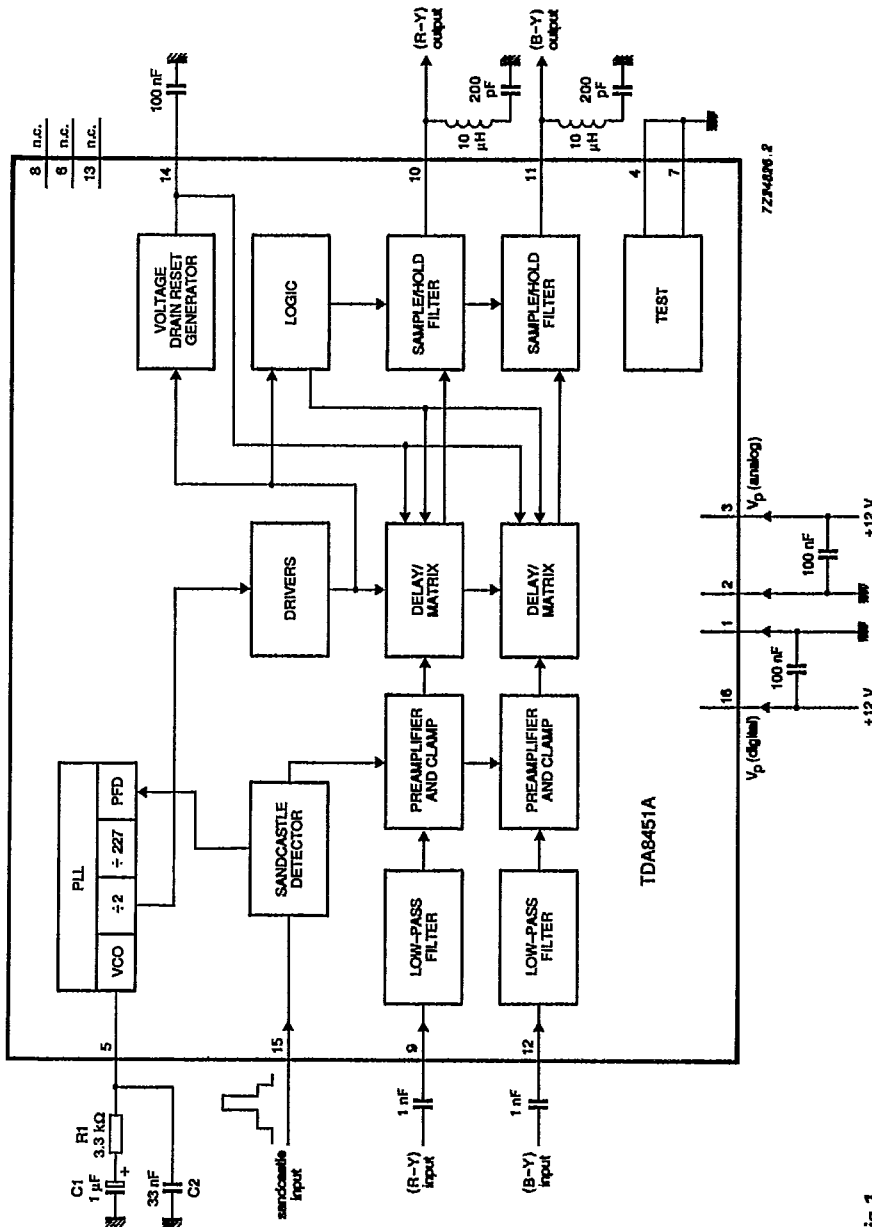 8 n.c.
6 n.c.
13 n.c.
14
100 nF
PLL
VCO
÷2
÷ 227
PFD
VOLTAGE
DRAIN RESET
GENERATOR
5
C1
1 µF
+
R1
3.3 kΩ
33 nF
C2
sandcastle
input
15
SANDCASTLE
DETECTOR
DRIVERS
LOGIC
(R-Y)
input
1 nF
9
LOW-PASS
FILTER
PREAMPLIFIER
AND CLAMP
DELAY/
MATRIX
SAMPLE/HOLD
FILTER
10
(R-Y)
output
10
µH
200
pF
(B-Y)
input
1 nF
12
LOW-PASS
FILTER
PREAMPLIFIER
AND CLAMP
DELAY/
MATRIX
SAMPLE/HOLD
FILTER
11
(B-Y)
output
10
µH
200
pF
TEST
4
7
TDA8451A
16
1
2
3
Vp (digital)
Vp (analog)
100 nF
100 nF
+12 V
+12 V
7Z24826.2